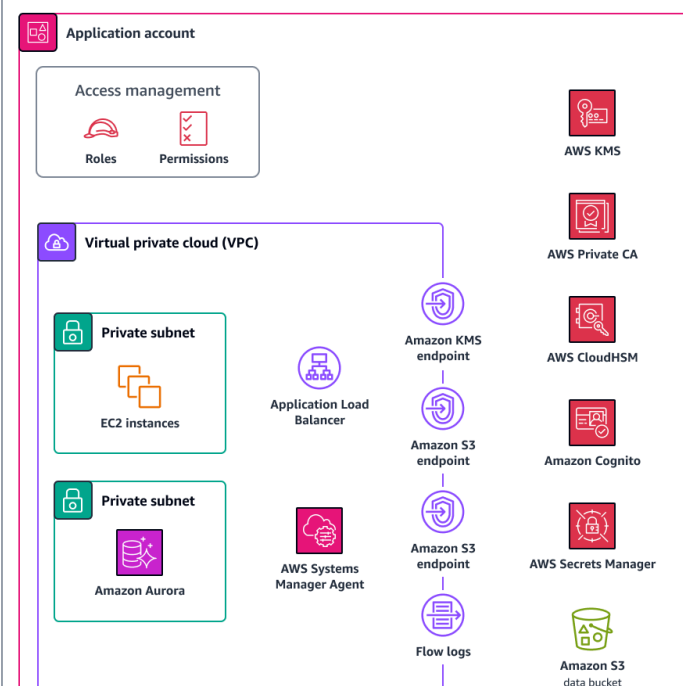 Application account
Access management
Roles
Permissions
AWS KMS
AWS Private CA
Virtual private cloud (VPC)
Private subnet
EC2 instances
Application Load
Balancer
Amazon KMS
endpoint
AWS CloudHSM
Amazon S3
endpoint
Amazon Cognito
Private subnet
Amazon Aurora
AWS Systems
Manager Agent
Amazon S3
endpoint
AWS Secrets Manager
Flow logs
Amazon S3
data bucket